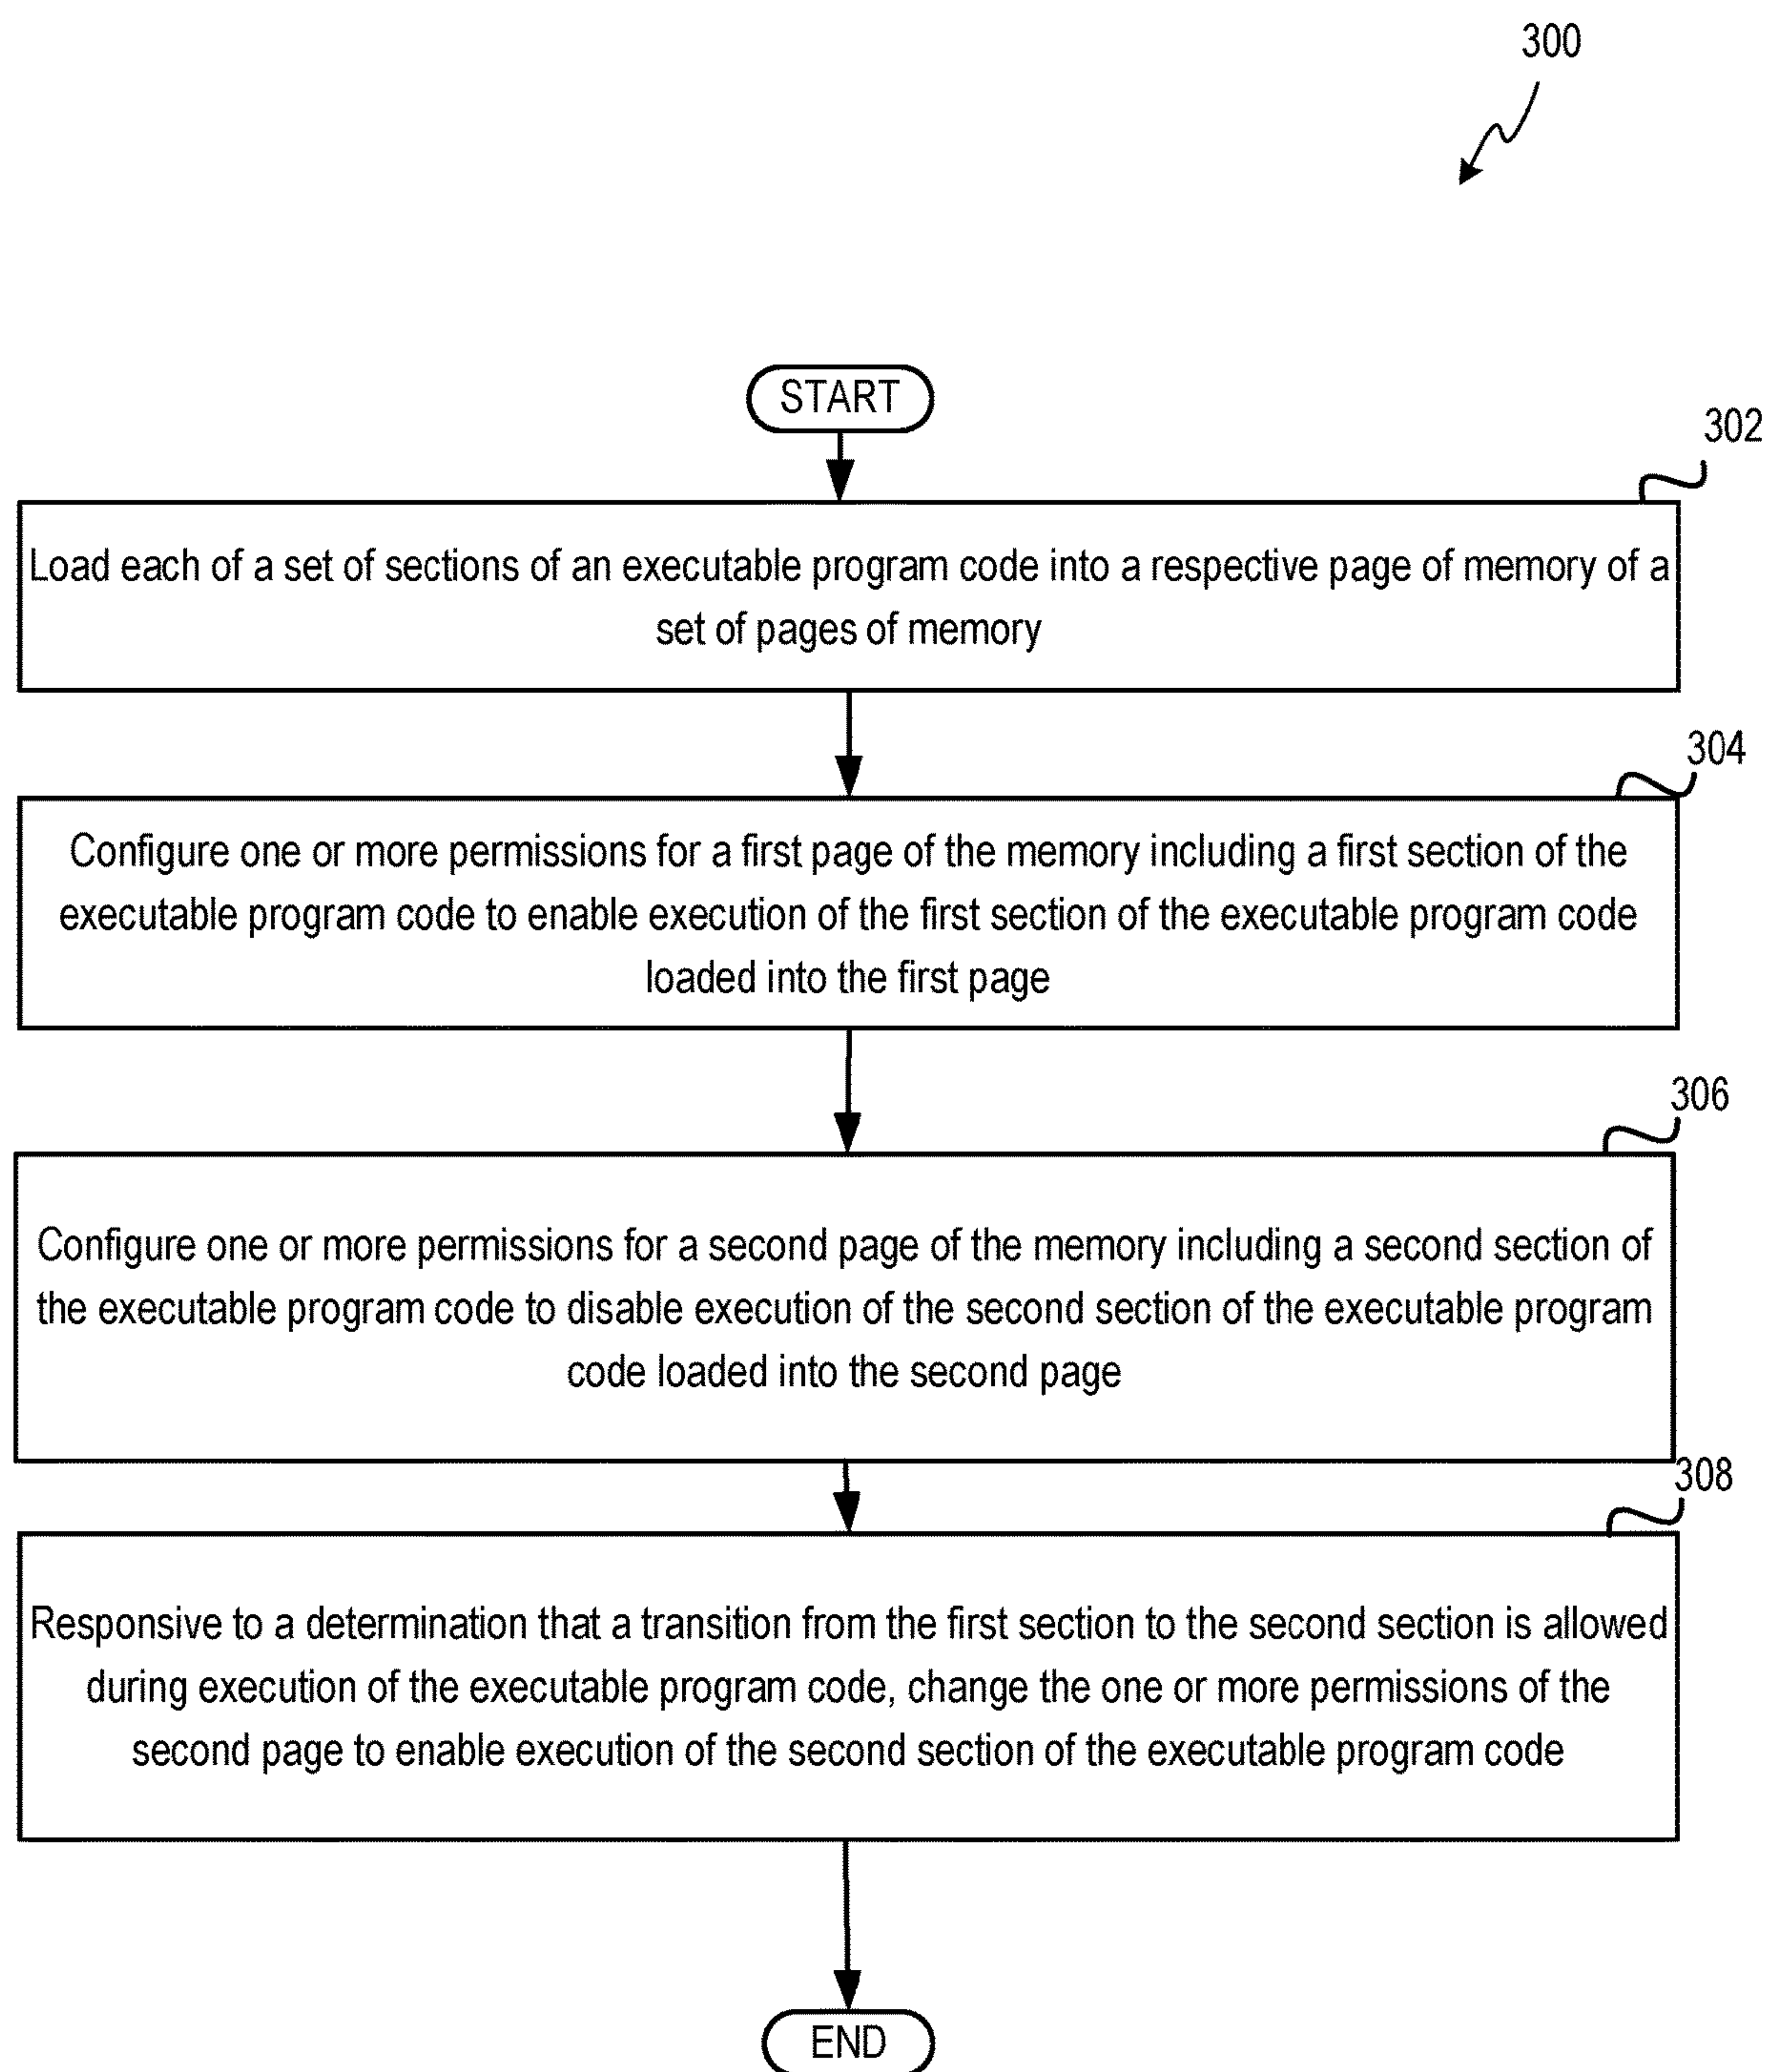 300
START
302
Load each of a set of sections of an executable program code into a respective page of memory of a
set of pages of memory
304
Configure one or more permissions for a first page of the memory including a first section of the
executable program code to enable execution of the first section of the executable program code
loaded into the first page
306
Configure one or more permissions for a second page of the memory including a second section of
the executable program code to disable execution of the second section of the executable program
code loaded into the second page
308
Responsive to a determination that a transition from the first section to the second section is allowed
during execution of the executable program code, change the one or more permissions of the
second page to enable execution of the second section of the executable program code
END